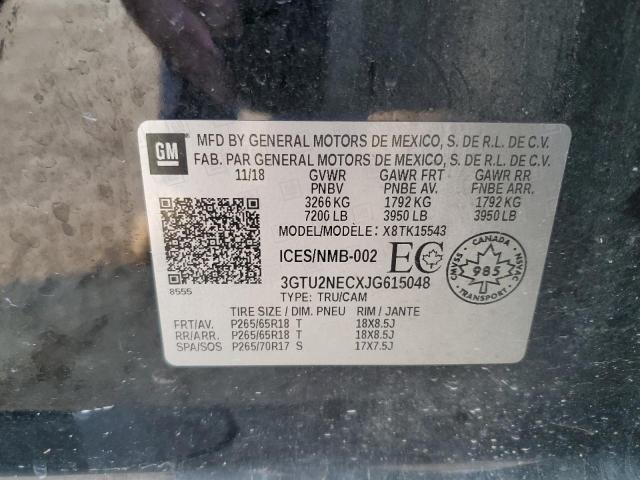 GM
MFD BY GENERAL MOTORS DE MEXICO, S. DE R.L. DE C.V.
FAB. PAR GENERAL MOTORS DE MEXICO, S. DE R.L. DE C.V.
11/18 GVWR GAWR FRT GAWR RR
PNBV PNBE AV. PNBE ARR.
3266 KG 1792 KG 1792 KG
7200 LB 3950 LB 3950 LB
MODEL/MODÈLE: X8TK15543
ICES/NMB-002 EC
CANADA
CMVSS 985 NSVAC
3GTU2NECXJG615048
8555
TYPE: TRU/CAM
TIRE SIZE / DIM. PNEU RIM / JANTE
FRT/AV. P265/65R18 T 18X8.5J
RR/ARR. P265/65R18 T 18X8.5J
SPA/SOS P265/70R17 S 17X7.5J